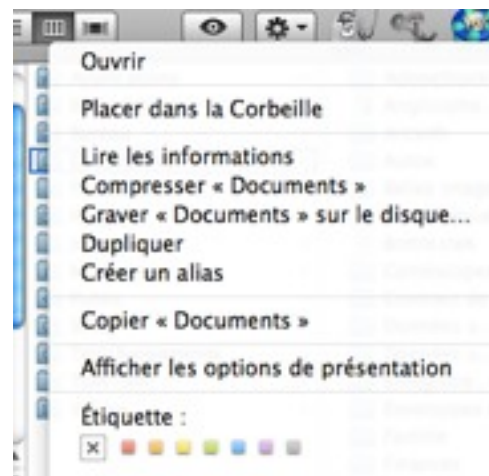 Ouvrir
Placer dans la Corbeille
Lire les informations
Compresser « Documents »
Graver « Documents » sur le disque...
Dupliquer
Créer un alias
Copier « Documents »
Afficher les options de présentation
Étiquette :